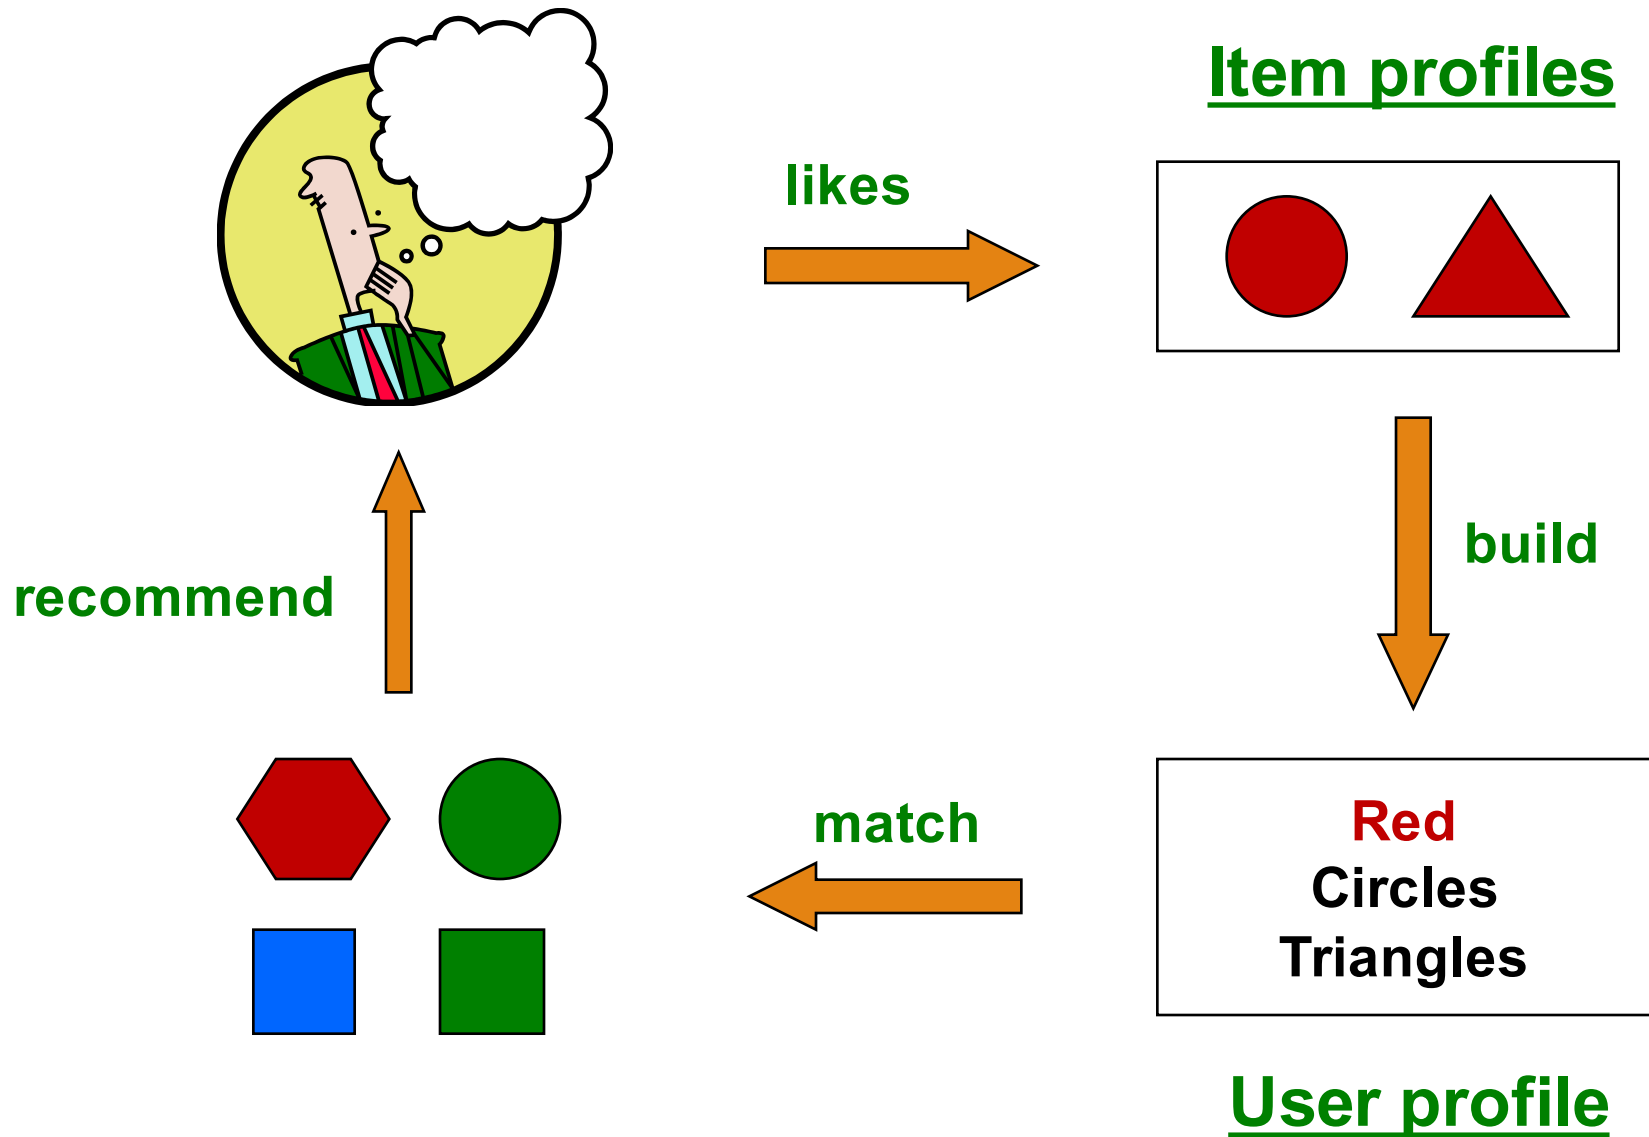 Item profiles
likes
build
recommend
match
Red
Circles
Triangles
User profile